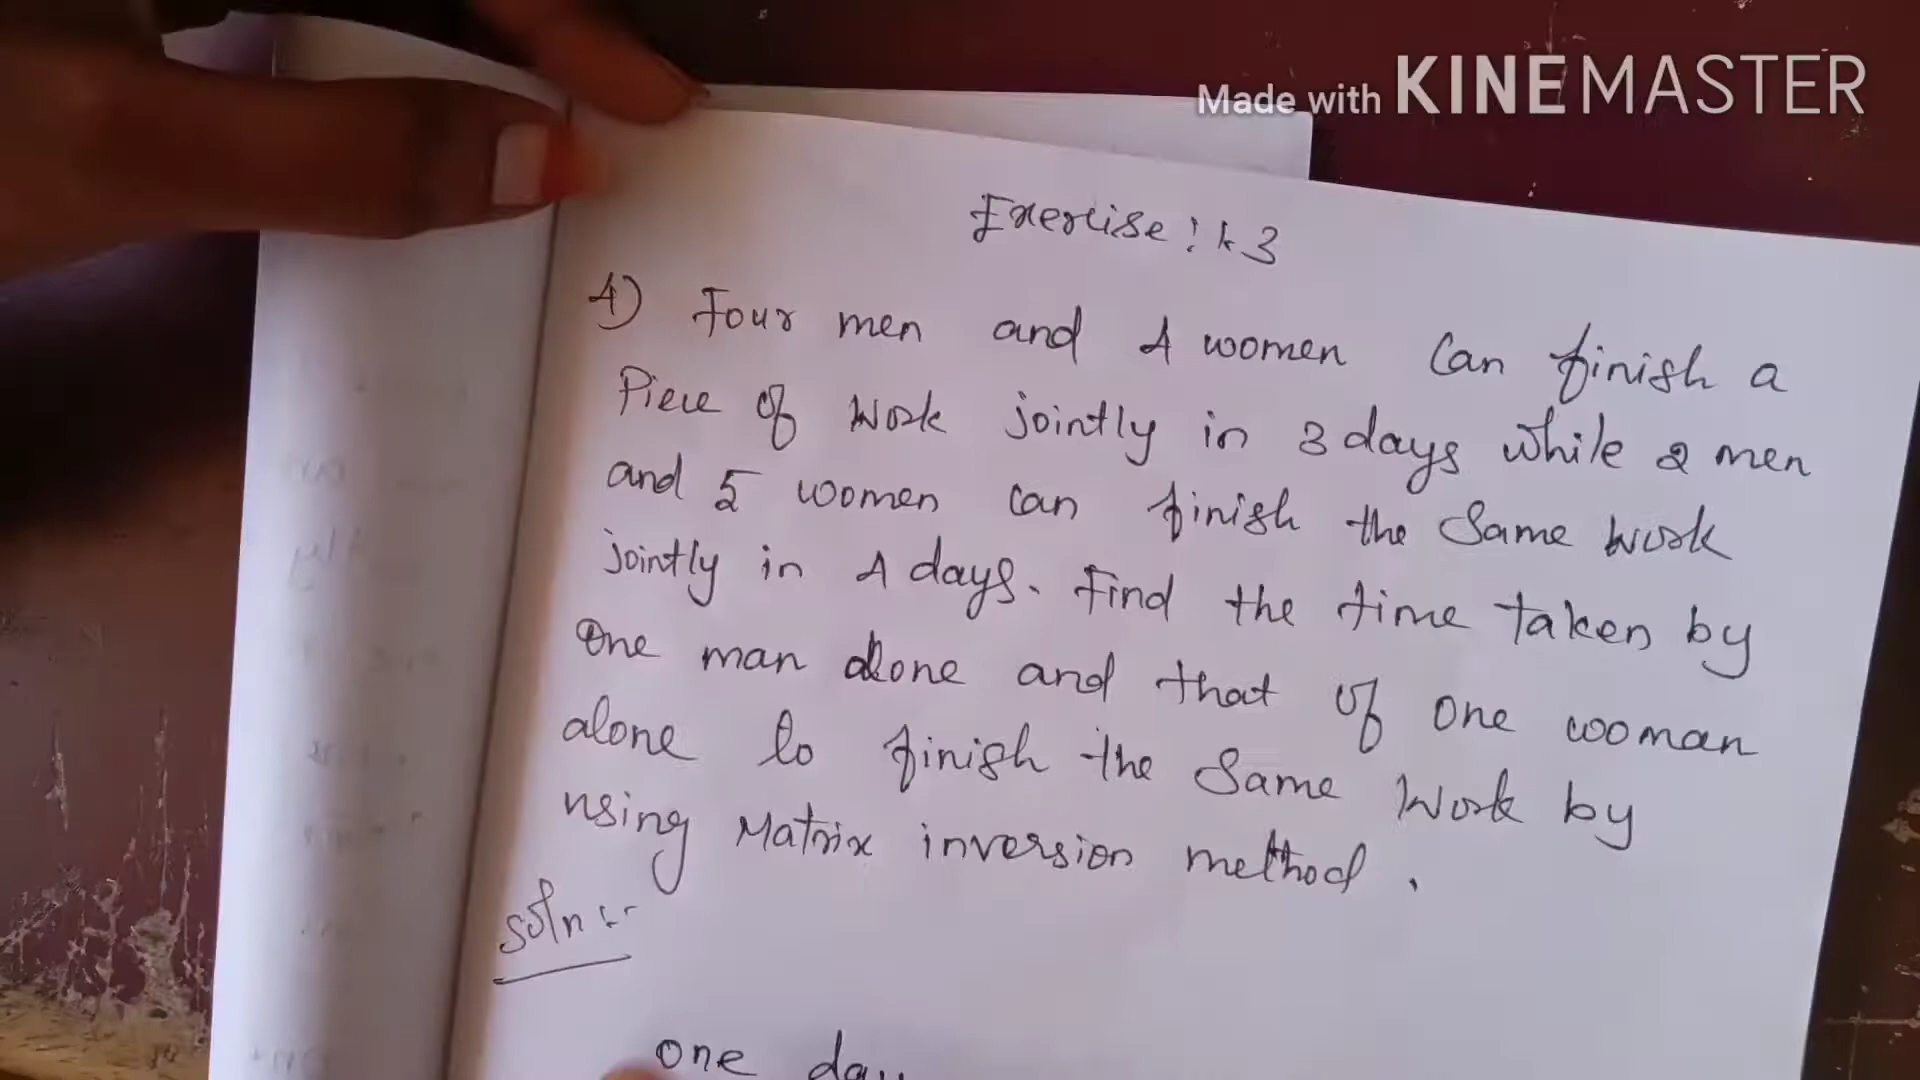 Made with KINEMASTER
Exercise: 1.3
4) Four men and 4 women can finish a
Piece of work jointly in 3 days while 2 men
and 5 women can finish the same work
jointly in 4 days. Find the time taken by
one man alone and that of one woman
alone to finish the same work by
using Matrix inversion method.
Soln:-
one day